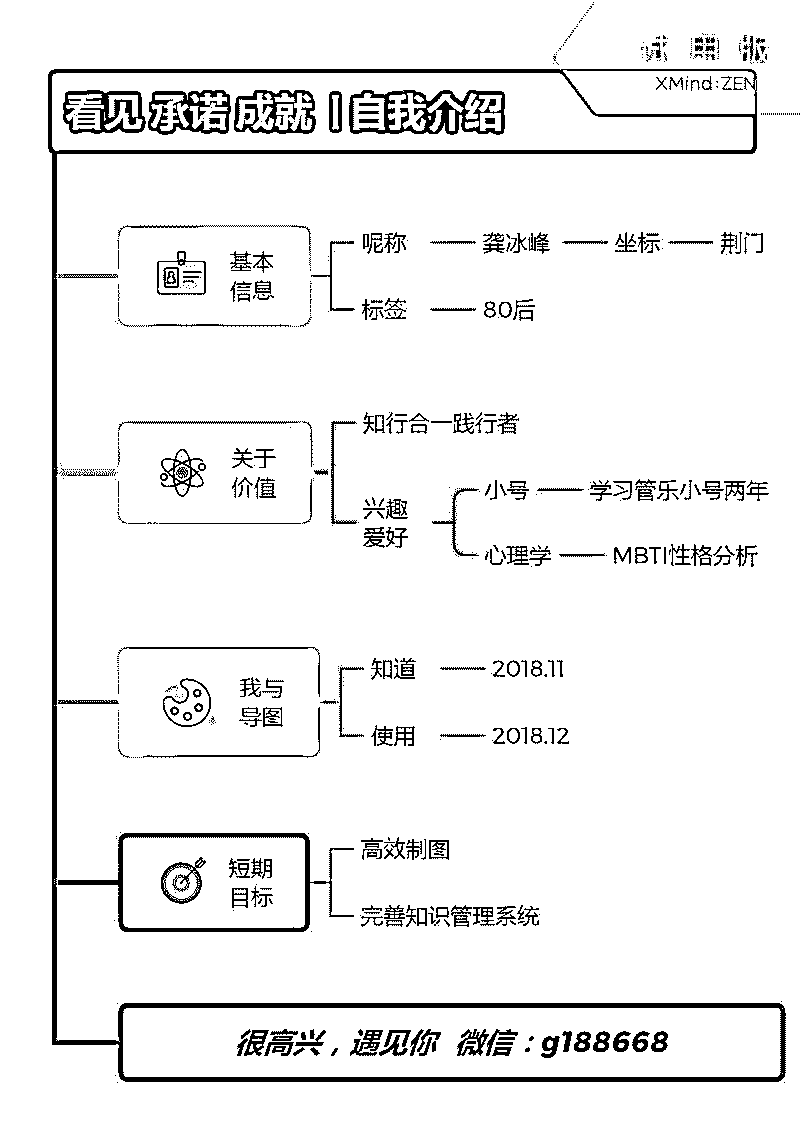 试用版
XMind:ZEN
看见 承诺 成就 丨自我介绍
基本
信息
昵称 龚冰峰 坐标 荆门
标签 80后
关于
价值
知行合一践行者
兴趣
爱好
小号 学习管乐小号两年
心理学 MBTI性格分析
我与
导图
知道 2018.11
使用 2018.12
短期
目标
高效制图
完善知识管理系统
很高兴，遇见你 微信：g188668